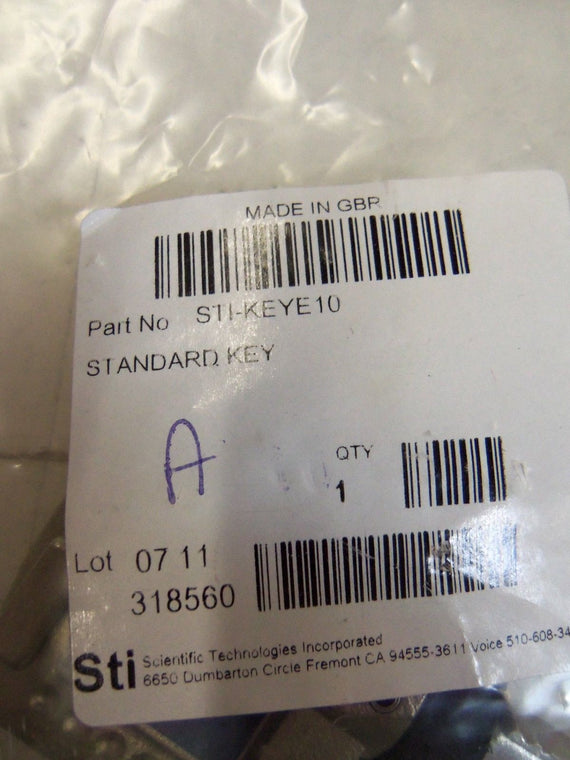 MADE IN GBR
Part No STI-KEYE10
STANDARD KEY
A
QTY
1
Lot 07 11
318560
Sti Scientific Technologies Incorporated
6650 Dumbarton Circle Fremont CA 94555-3611 Voice 510-608-34